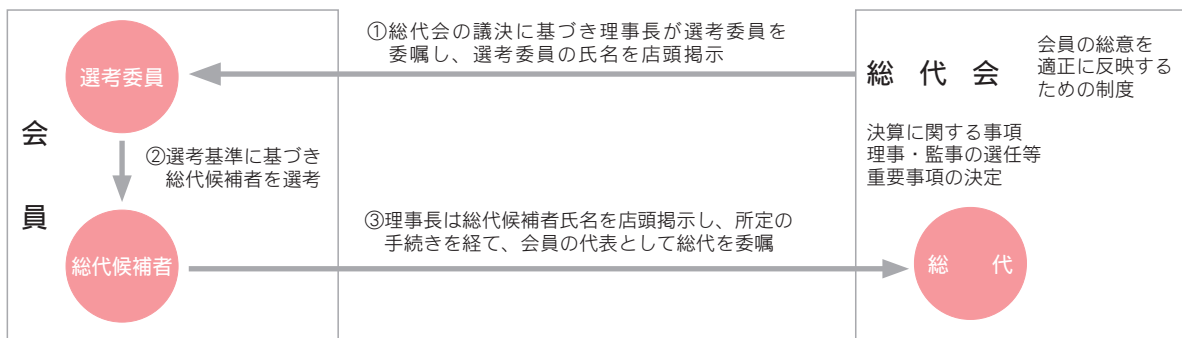 会員
選考委員
②選考基準に基づき
総代候補者を選考
総代候補者
①総代会の議決に基づき理事長が選考委員を
委嘱し、選考委員の氏名を店頭掲示
③理事長は総代候補者氏名を店頭掲示し、所定の
手続きを経て、会員の代表として総代を委嘱
総代会
会員の総意を
適正に反映する
ための制度
決算に関する事項
理事・監事の選任等
重要事項の決定
総　代